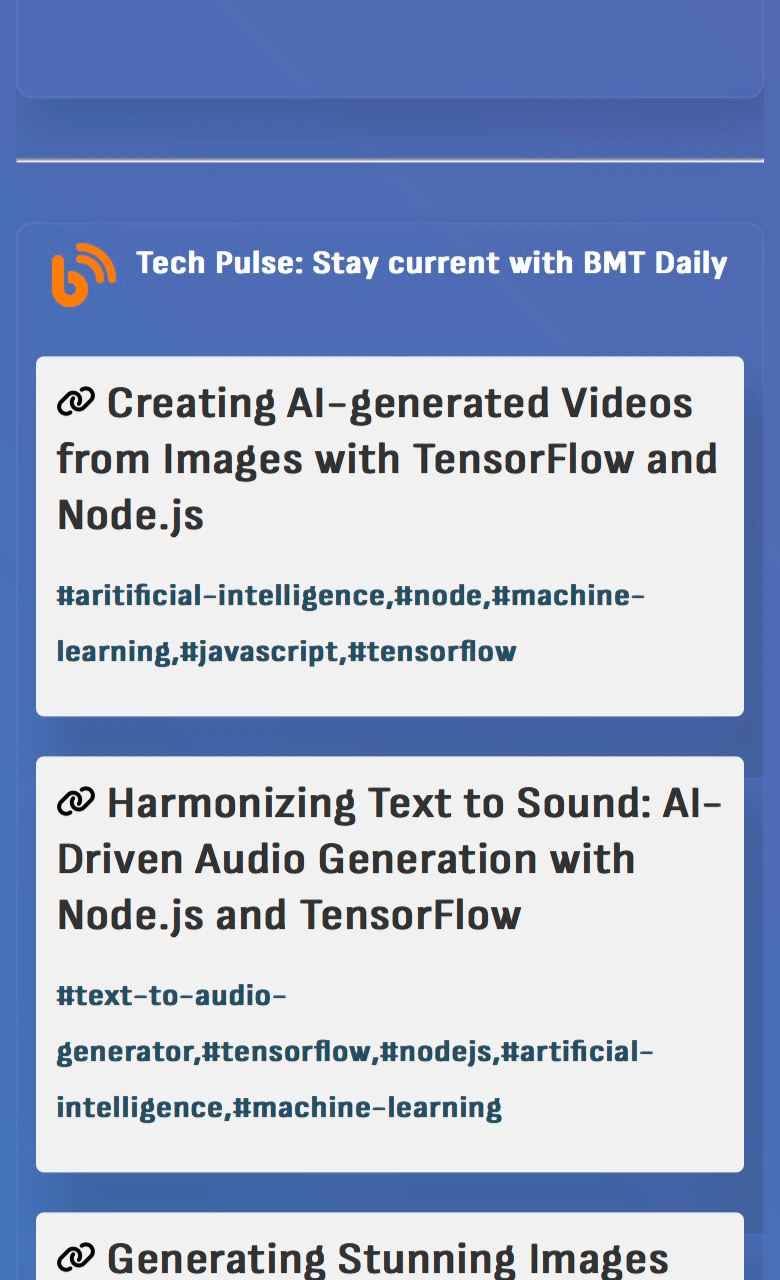 Tech Pulse: Stay current with BMT Daily
Creating AI-generated Videos
from Images with TensorFlow and
Node.js
#aritificial-intelligence,#node,#machine-
learning,#javascript,#tensorflow
Harmonizing Text to Sound: AI-
Driven Audio Generation with
Node.js and TensorFlow
#text-to-audio-
generator,#tensorflow,#nodejs,#artificial-
intelligence,#machine-learning
Generating Stunning Images